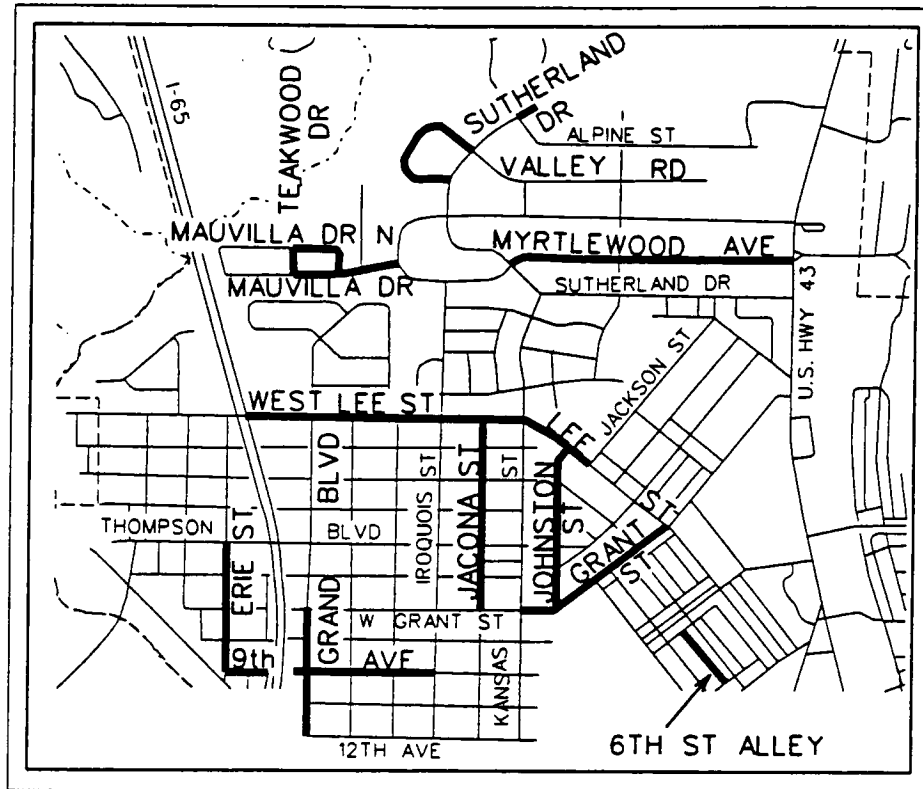 I-65
TEAKWOOD
DR
SUTHERLAND
DR
ALPINE ST
VALLEY RD
MAUVILLA DR N
MYRTLEWOOD AVE
MAUVILLA DR
SUTHERLAND DR
U.S. HWY 43
JACKSON ST
WEST LEE ST
LEE ST
GRAND BLVD
IROQUOIS ST
JACONA ST
KANSAS ST
JOHNSTON ST
GRANT ST
THOMPSON BLVD
ERIE ST.
W GRANT ST
9th AVE
12TH AVE
6TH ST ALLEY